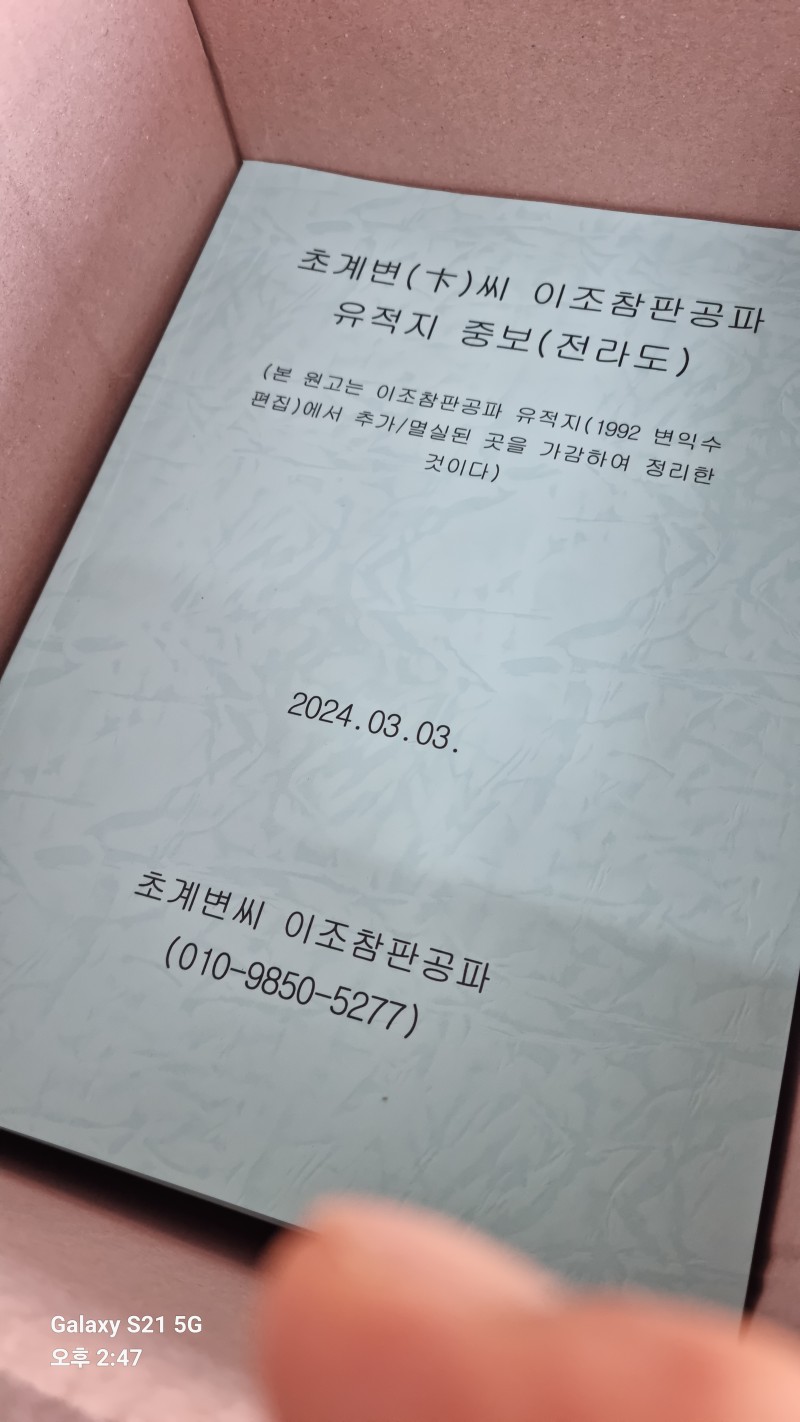 초계변(卞)씨 이조참판공파
유적지 중보(전라도)
(본 원고는 이조참판공파 유적지(1992 변익수
편집)에서 추가/멸실된 곳을 가감하여 정리한
것이다)
2024.03.03.
초계변씨 이조참판공파
(010-9850-5277)
Galaxy S21 5G
오후 2:47